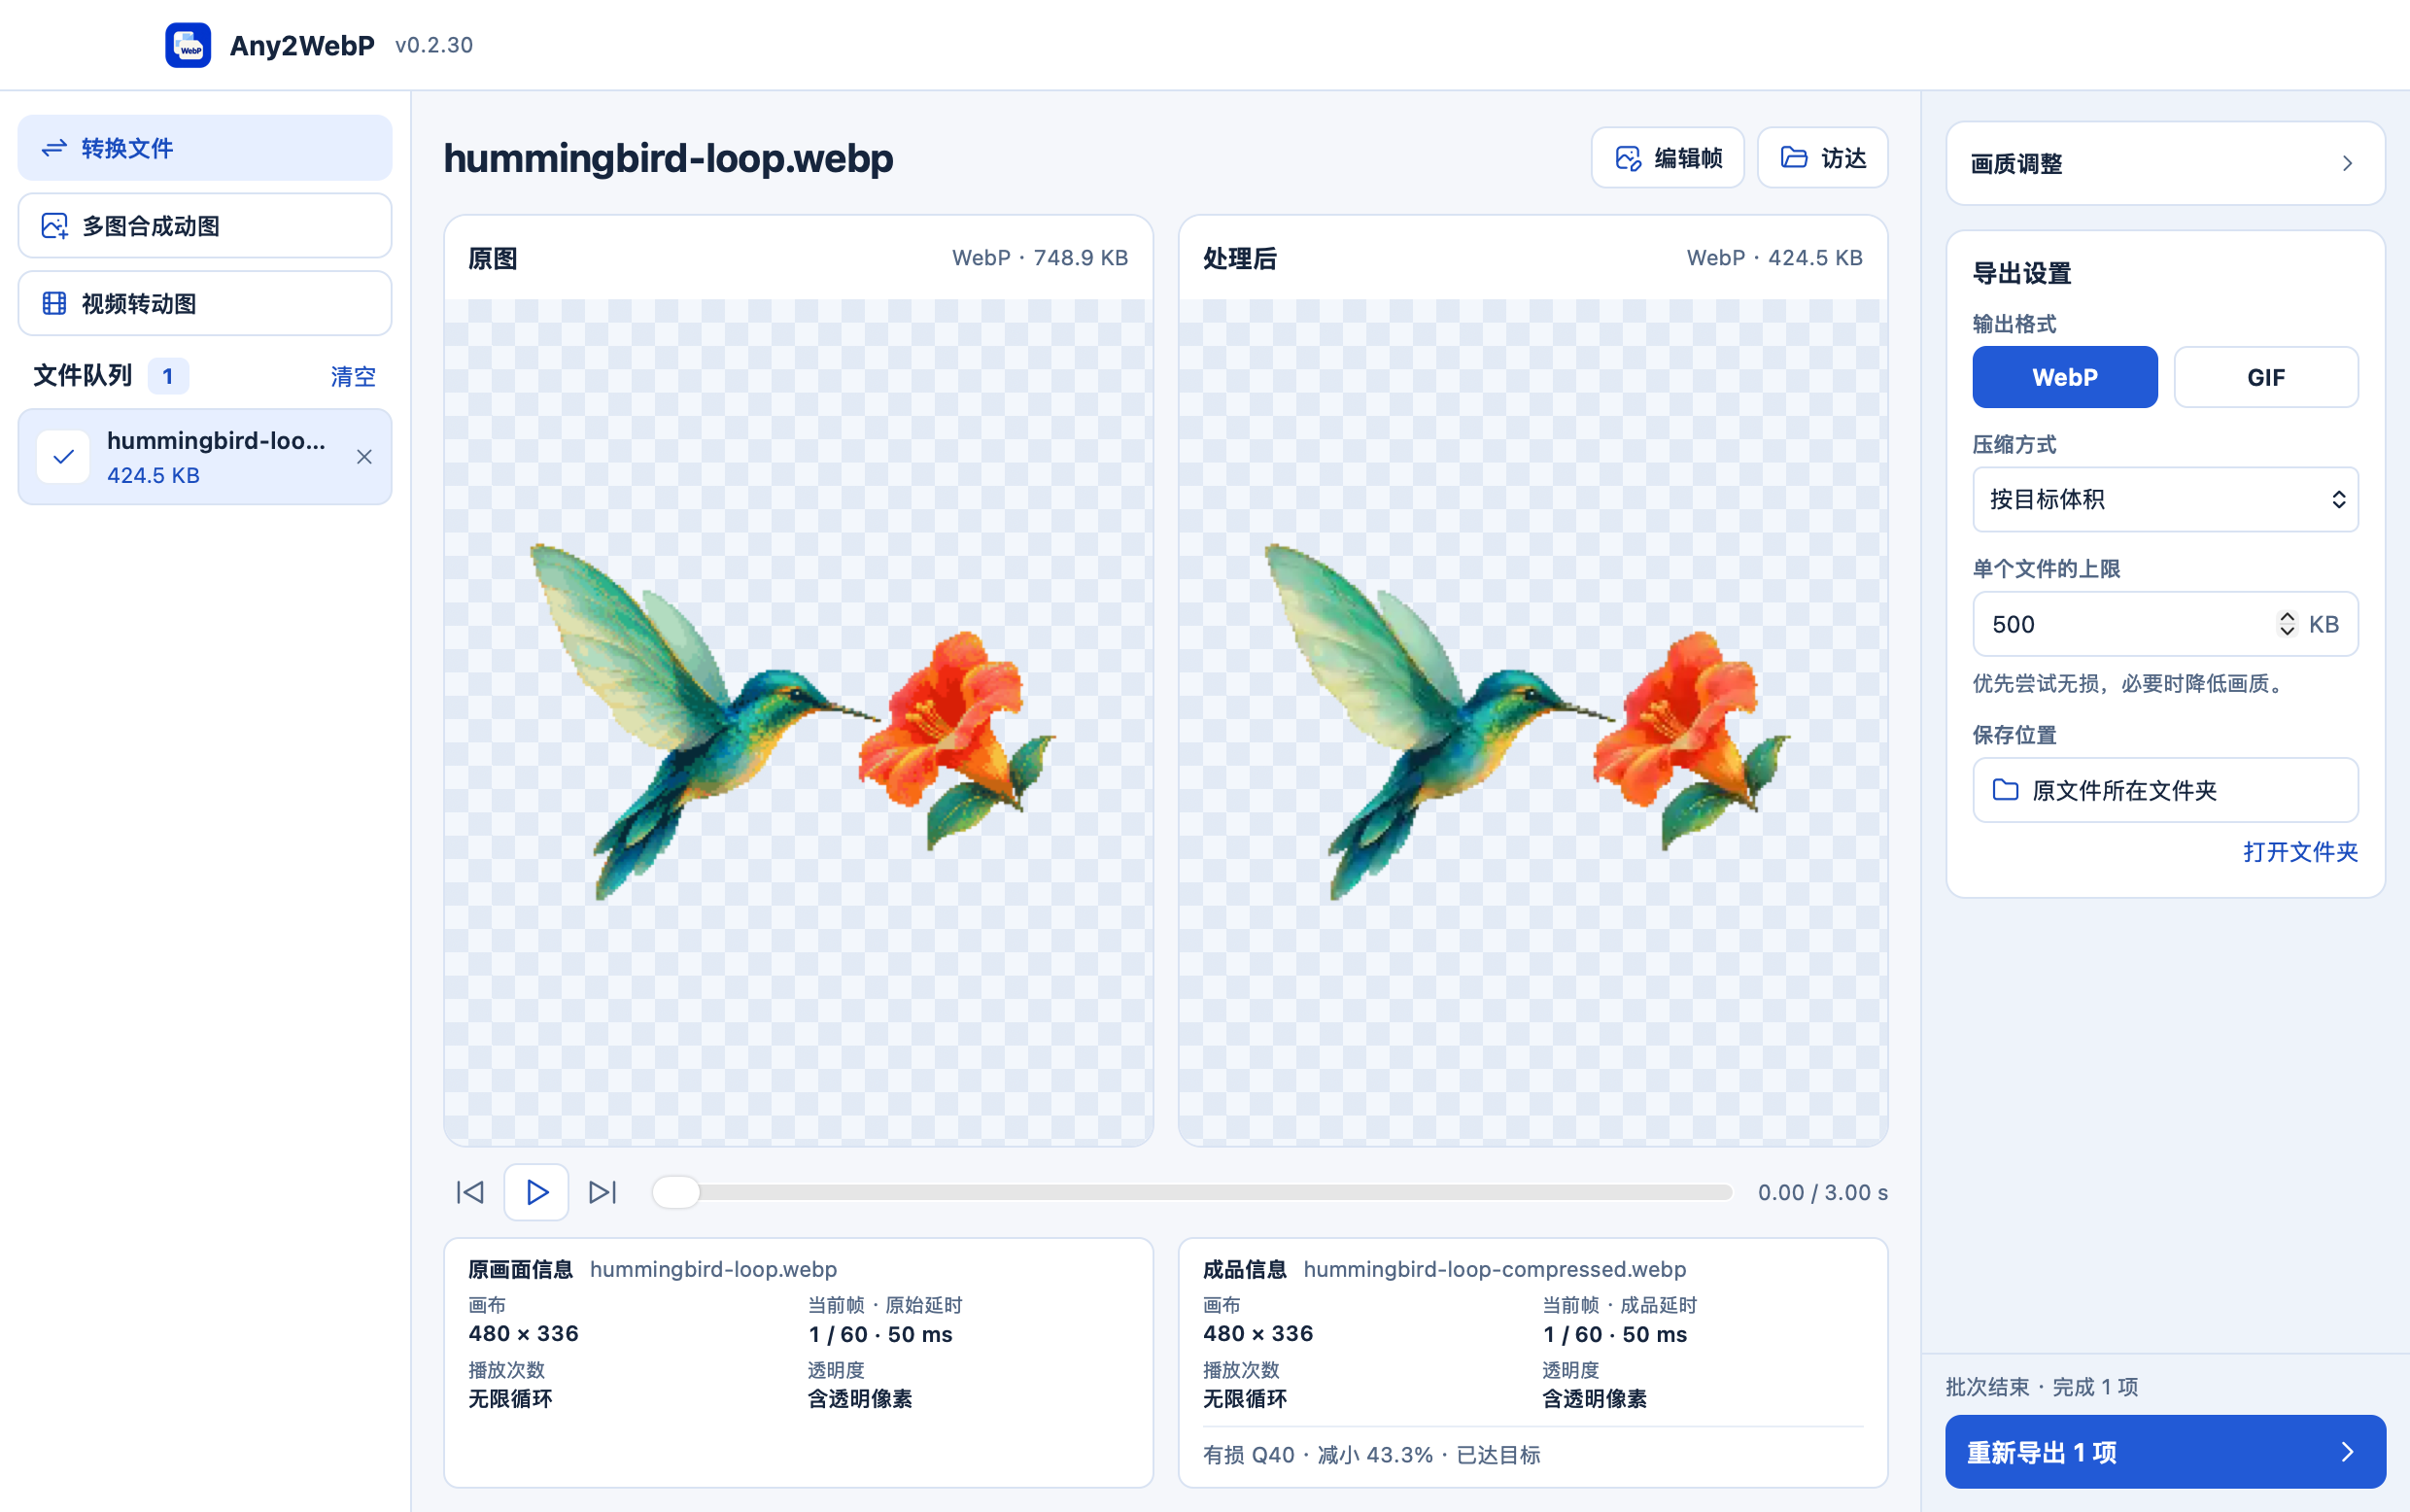 WebP
Any2WebP v0.2.30
转换文件
多图合成动图
视频转动图
文件队列 1 清空
hummingbird-loo...
424.5 KB
hummingbird-loop.webp
编辑帧
访达
原图 WebP · 748.9 KB
处理后 WebP · 424.5 KB
0.00 / 3.00 s
原画面信息 hummingbird-loop.webp
画布
480 × 336
当前帧 · 原始延时
1 / 60 · 50 ms
播放次数
无限循环
透明度
含透明像素
成品信息 hummingbird-loop-compressed.webp
画布
480 × 336
当前帧 · 成品延时
1 / 60 · 50 ms
播放次数
无限循环
透明度
含透明像素
有损 Q40 · 减小 43.3% · 已达目标
画质调整
导出设置
输出格式
WebP
GIF
压缩方式
按目标体积
单个文件的上限
500 KB
优先尝试无损，必要时降低画质。
保存位置
原文件所在文件夹
打开文件夹
批次结束 · 完成 1 项
重新导出 1 项